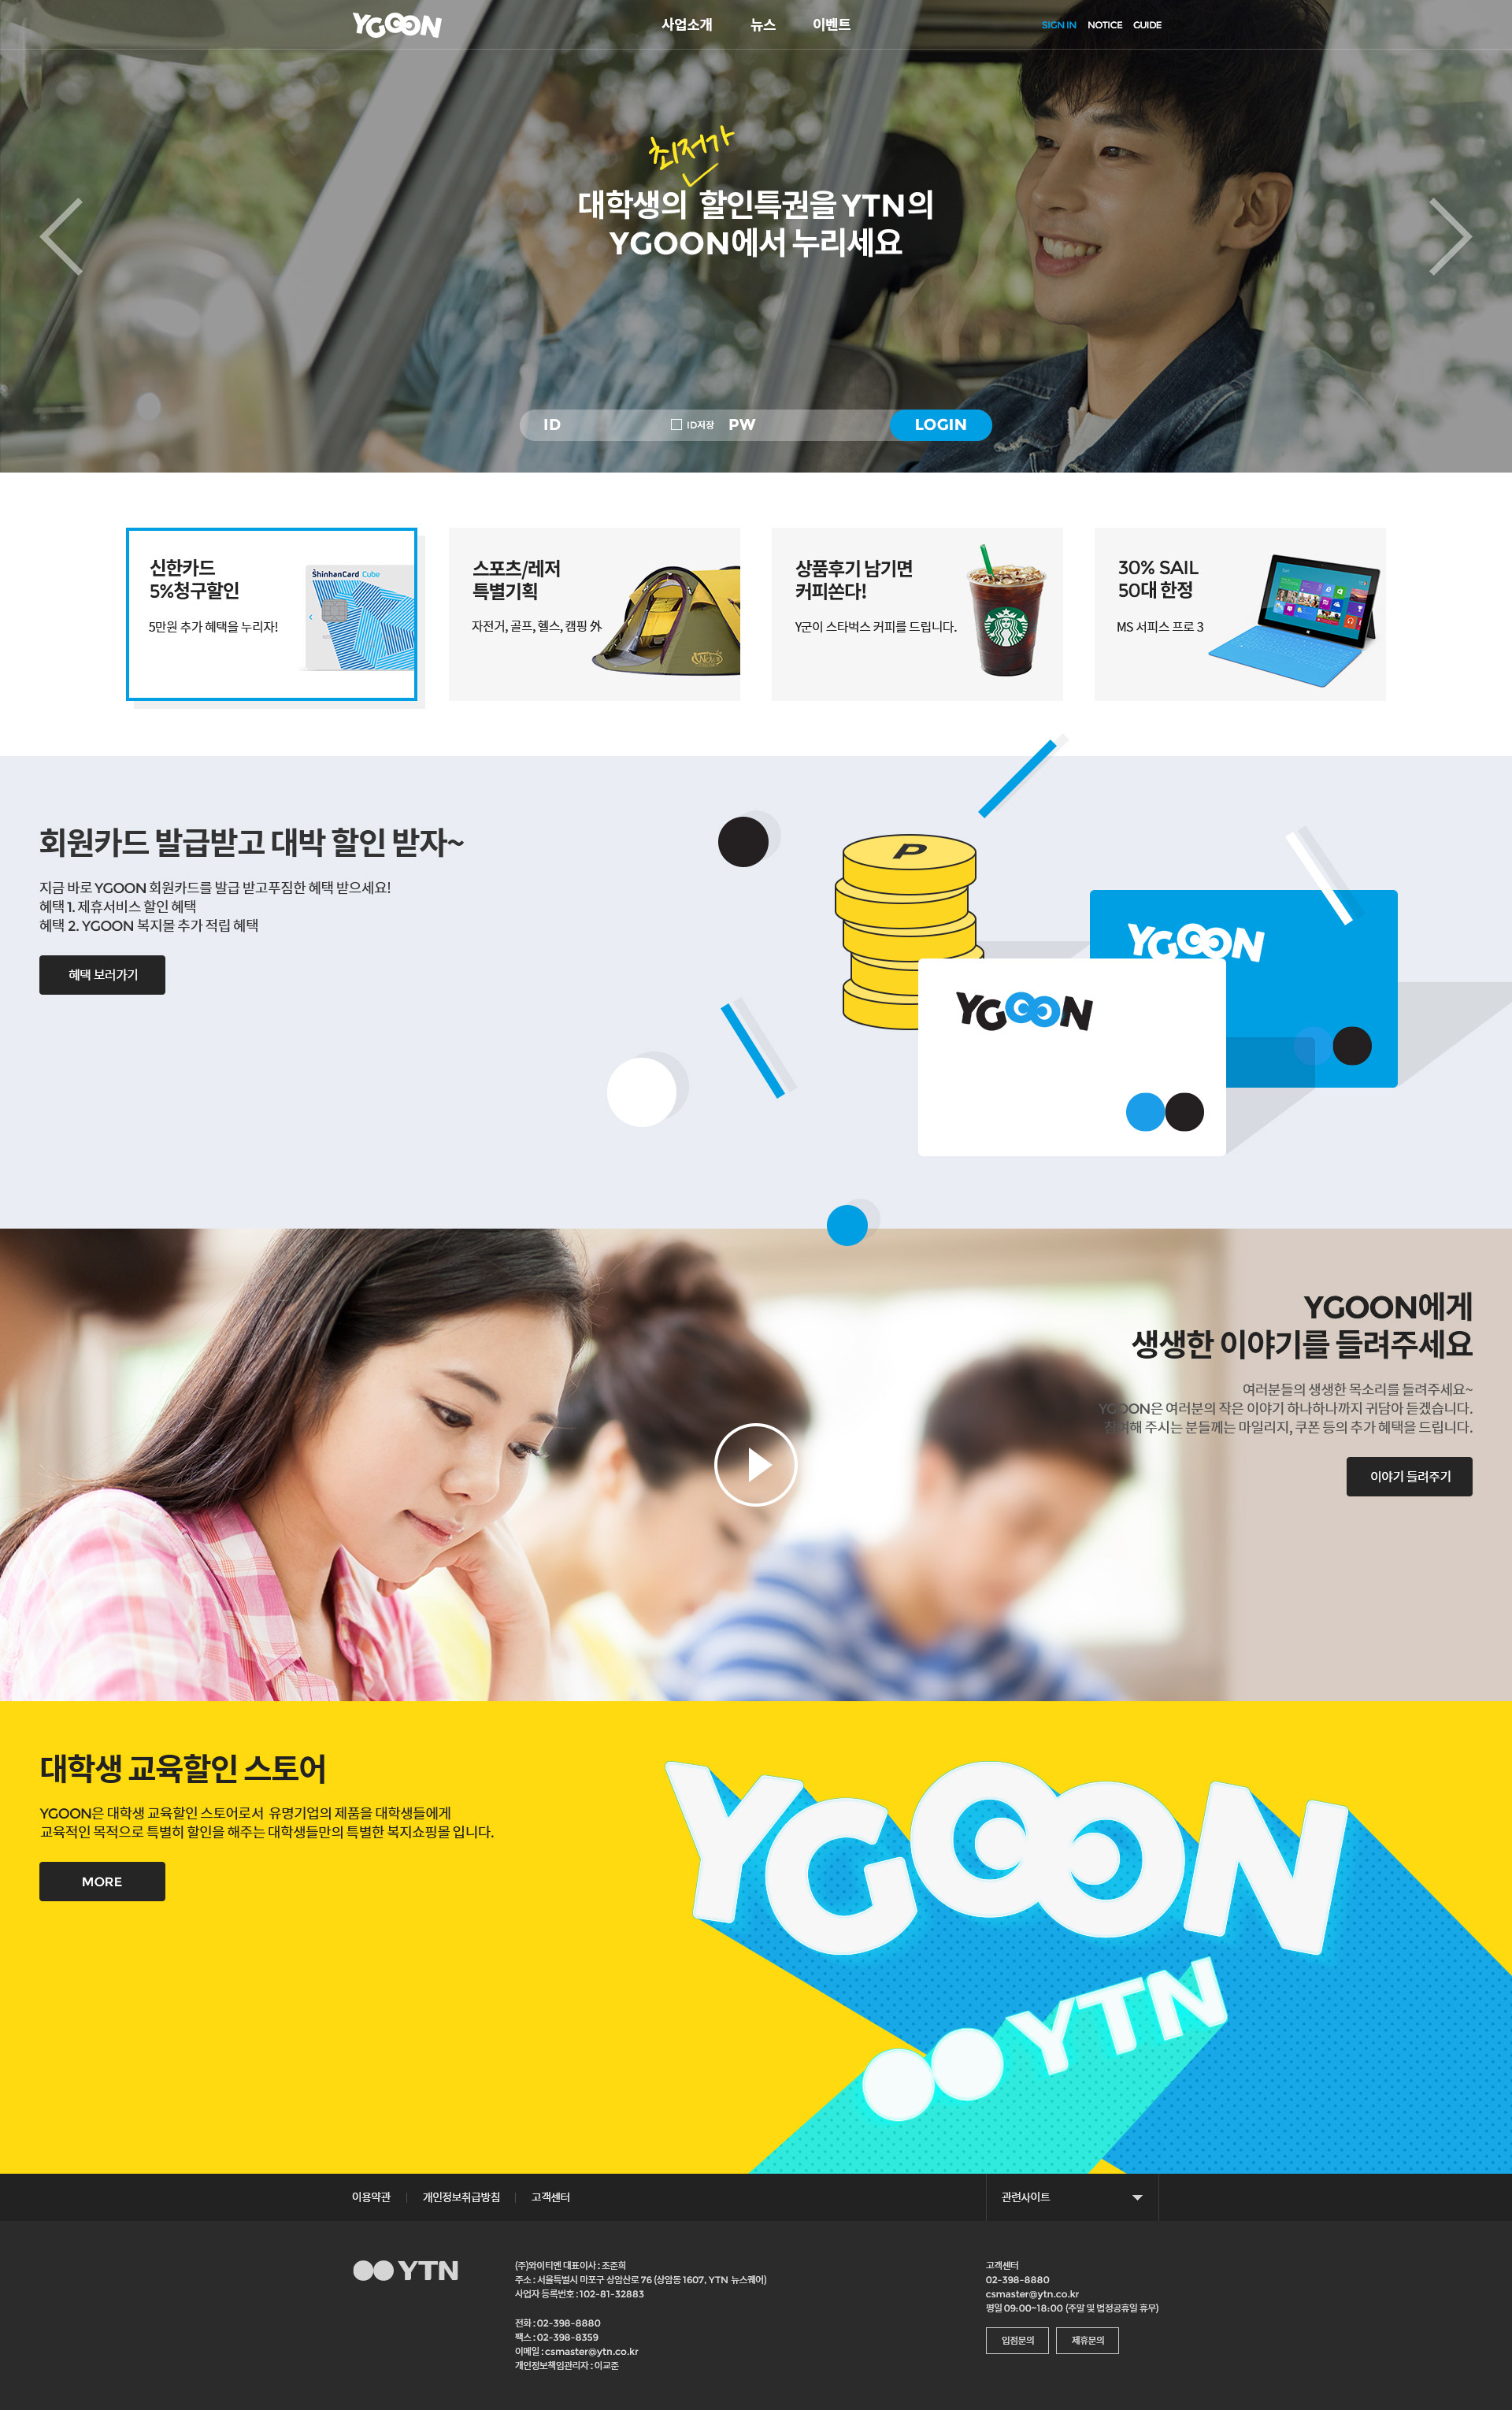 YGOON
사업소개 뉴스 이벤트
SIGN IN NOTICE GUIDE
최저가
대학생의 할인특권을 YTN의
YGOON에서 누리세요
ID ID저장 PW LOGIN
신한카드
5%청구할인
5만원 추가 혜택을 누리자!
ShinhanCard Cube
스포츠/레저
특별기획
자전거, 골프, 헬스, 캠핑 外
상품후기 남기면
커피쏜다!
Y군이 스타벅스 커피를 드립니다.
30% SAIL
50대 한정
MS 서피스 프로 3
회원카드 발급받고 대박 할인 받자~
지금 바로 YGOON 회원카드를 발급 받고푸짐한 혜택 받으세요!
혜택 1. 제휴서비스 할인 혜택
혜택 2. YGOON 복지몰 추가 적립 혜택
혜택 보러가기
P
YGOON
YGOON
YGOON에게
생생한 이야기를 들려주세요
여러분들의 생생한 목소리를 들려주세요~
YGOON은 여러분의 작은 이야기 하나하나까지 귀담아 듣겠습니다.
참여해 주시는 분들께는 마일리지, 쿠폰 등의 추가 혜택을 드립니다.
이야기 들려주기
대학생 교육할인 스토어
YGOON은 대학생 교육할인 스토어로서 유명기업의 제품을 대학생들에게
교육적인 목적으로 특별히 할인을 해주는 대학생들만의 특별한 복지쇼핑몰 입니다.
MORE
YGOON
YTN
이용약관 개인정보취급방침 고객센터
관련사이트
YTN
(주)와이티엔 대표이사 : 조준희
주소 : 서울특별시 마포구 상암산로 76 (상암동 1607, YTN 뉴스퀘어)
사업자 등록번호 : 102-81-32883
전화 : 02-398-8880
팩스 : 02-398-8359
이메일 : csmaster@ytn.co.kr
개인정보책임관리자 : 이교준
고객센터
02-398-8880
csmaster@ytn.co.kr
평일 09:00~18:00 (주말 및 법정공휴일 휴무)
입점문의 제휴문의